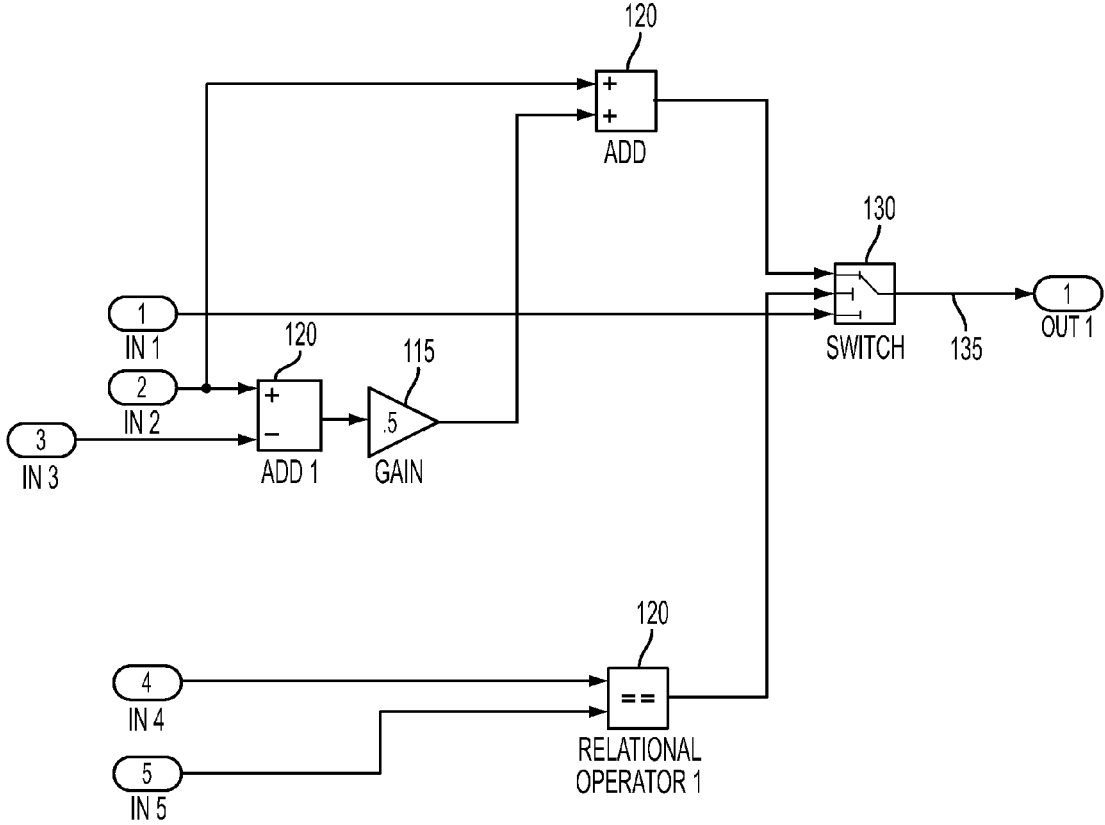 120
+
+
ADD
130
1
IN 1
SWITCH
135
1
OUT 1
120
115
2
IN 2
+
−
ADD 1
.5
GAIN
3
IN 3
120
4
IN 4
==
RELATIONAL
OPERATOR 1
5
IN 5